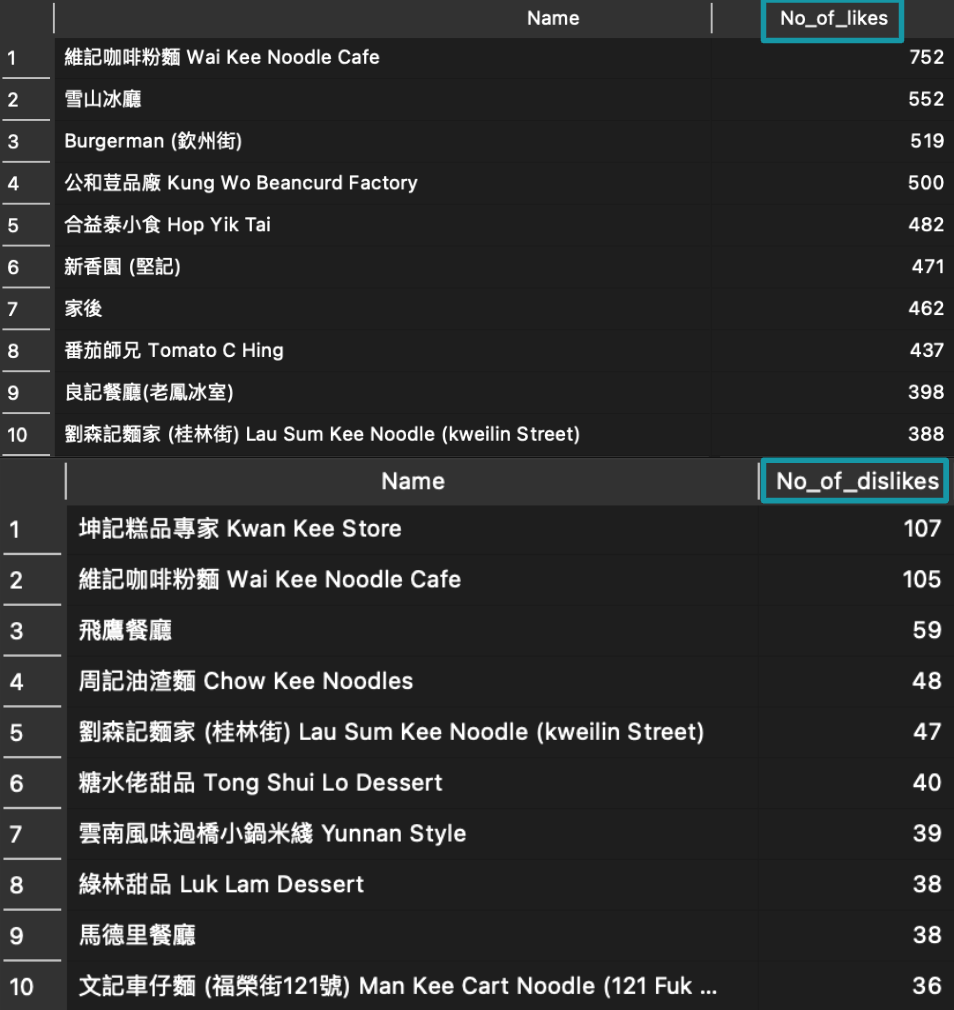 Name No_of_likes
1 維記咖啡粉麵 Wai Kee Noodle Cafe 752
2 雪山冰廳 552
3 Burgerman (欽州街) 519
4 公和荳品廠 Kung Wo Beancurd Factory 500
5 合益泰小食 Hop Yik Tai 482
6 新香園 (堅記) 471
7 家後 462
8 番茄師兄 Tomato C Hing 437
9 良記餐廳(老鳳冰室) 398
10 劉森記麵家 (桂林街) Lau Sum Kee Noodle (kweilin Street) 388
Name No_of_dislikes
1 坤記糕品專家 Kwan Kee Store 107
2 維記咖啡粉麵 Wai Kee Noodle Cafe 105
3 飛鷹餐廳 59
4 周記油渣麵 Chow Kee Noodles 48
5 劉森記麵家 (桂林街) Lau Sum Kee Noodle (kweilin Street) 47
6 糖水佬甜品 Tong Shui Lo Dessert 40
7 雲南風味過橋小鍋米綫 Yunnan Style 39
8 綠林甜品 Luk Lam Dessert 38
9 馬德里餐廳 38
10 文記車仔麵 (福榮街121號) Man Kee Cart Noodle (121 Fuk ... 36